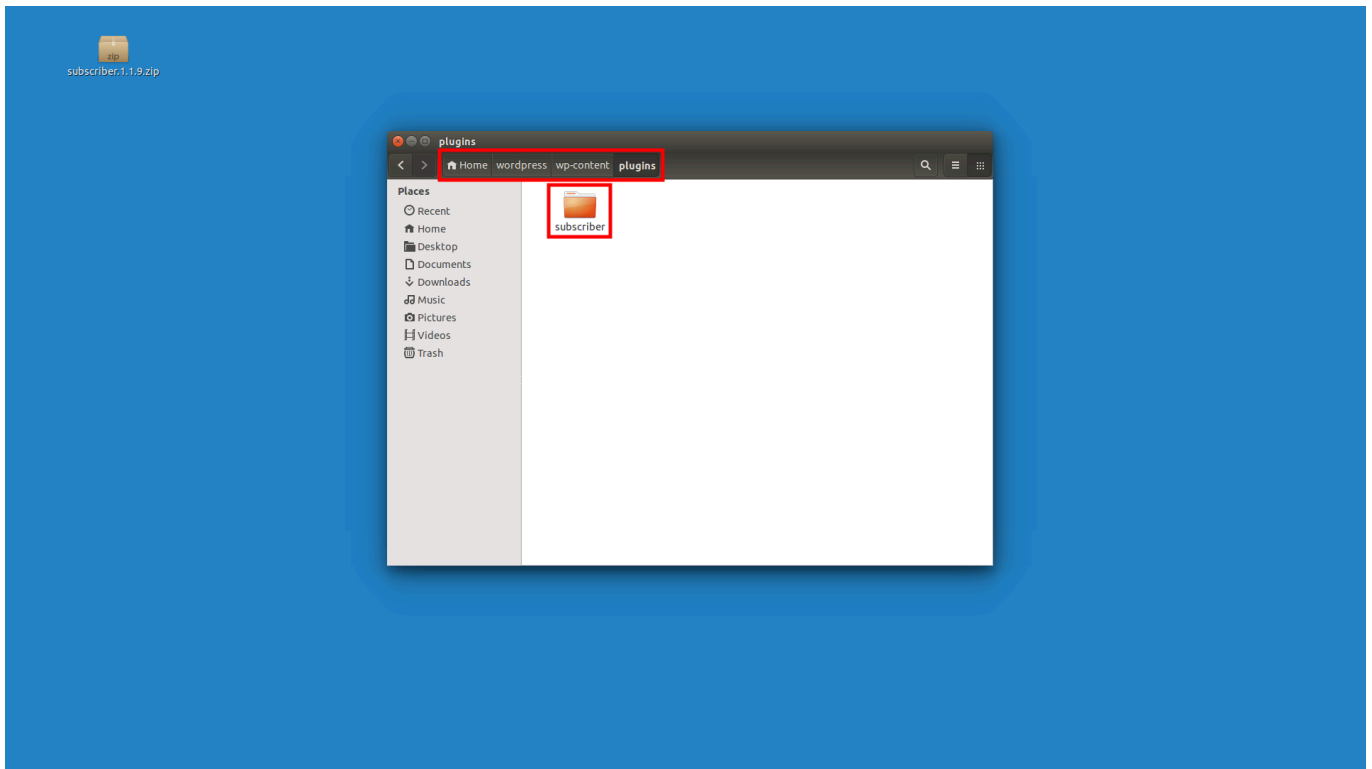 zip
subscriber.1.1.9.zip
plugins
Home wordpress wp-content plugins
Places
Recent
Home
Desktop
Documents
Downloads
Music
Pictures
Videos
Trash
subscriber